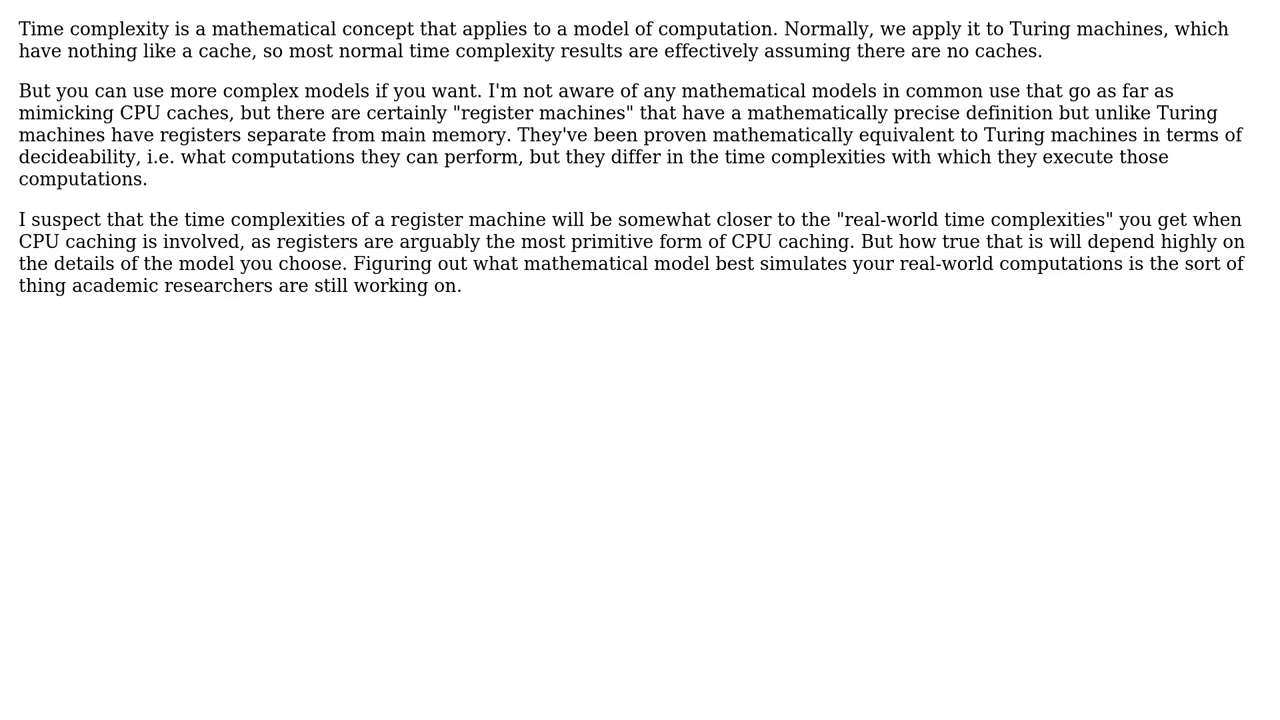 Time complexity is a mathematical concept that applies to a model of computation. Normally, we apply it to Turing machines, which
have nothing like a cache, so most normal time complexity results are effectively assuming there are no caches.
But you can use more complex models if you want. I'm not aware of any mathematical models in common use that go as far as
mimicking CPU caches, but there are certainly "register machines" that have a mathematically precise definition but unlike Turing
machines have registers separate from main memory. They've been proven mathematically equivalent to Turing machines in terms of
decideability, i.e. what computations they can perform, but they differ in the time complexities with which they execute those
computations.
I suspect that the time complexities of a register machine will be somewhat closer to the "real-world time complexities" you get when
CPU caching is involved, as registers are arguably the most primitive form of CPU caching. But how true that is will depend highly on
the details of the model you choose. Figuring out what mathematical model best simulates your real-world computations is the sort of
thing academic researchers are still working on.